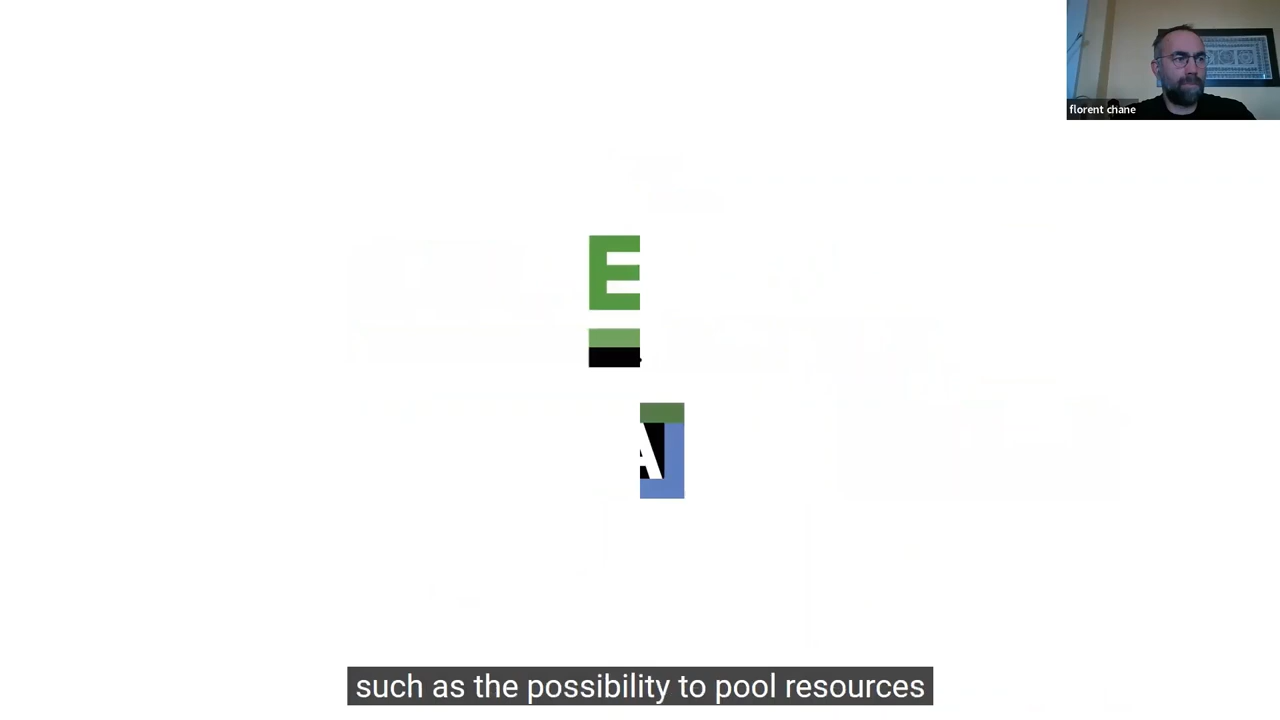 florent chane
E
A
such as the possibility to pool resources